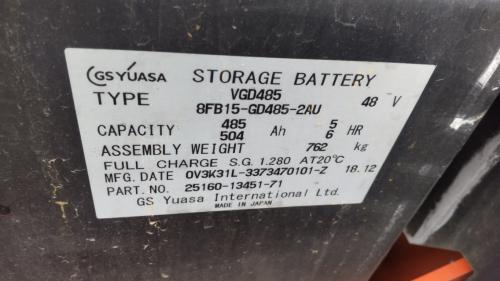 GS YUASA STORAGE BATTERY
TYPE VGD485 48 V
8FB15-GD485-2AU
CAPACITY 485 Ah 5 HR
504 6
ASSEMBLY WEIGHT 762 kg
FULL CHARGE S.G. 1.280 AT20℃
MFG. DATE 0V3K31L-3373470101-Z 18.12
PART NO. 25160-13451-71
GS Yuasa International Ltd.
MADE IN JAPAN